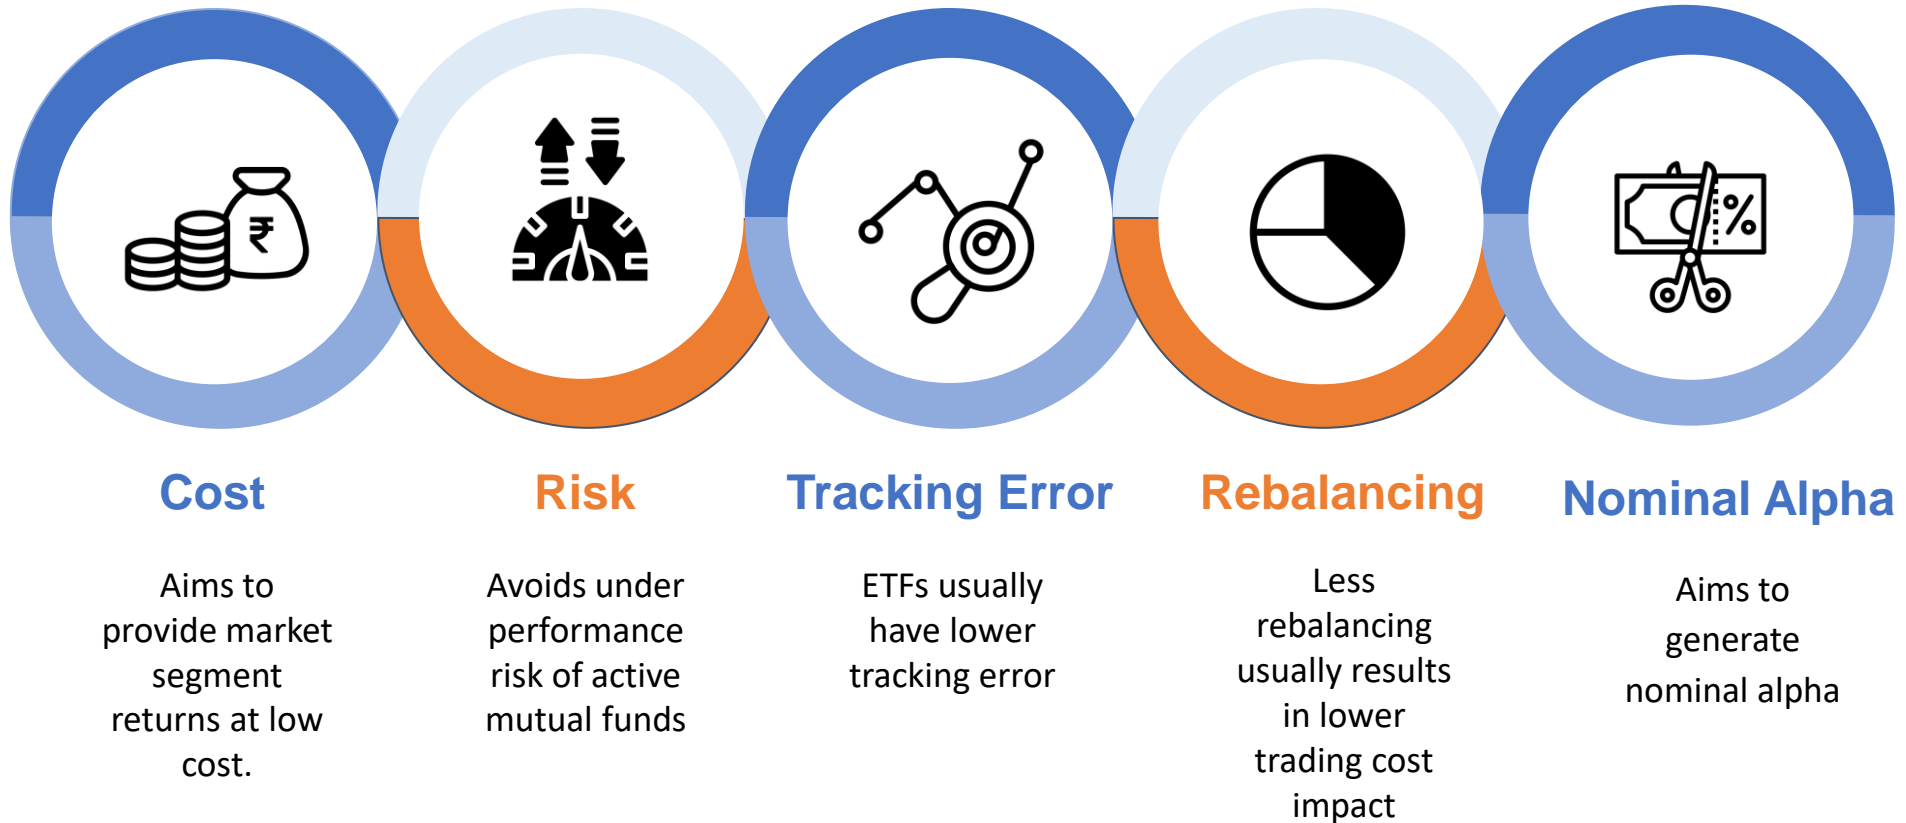 ₹
%
Cost
Risk
Tracking Error
Rebalancing
Nominal Alpha
Aims to
provide market
segment
returns at low
cost.
Avoids under
performance
risk of active
mutual funds
ETFs usually
have lower
tracking error
Less
rebalancing
usually results
in lower
trading cost
impact
Aims to
generate
nominal alpha